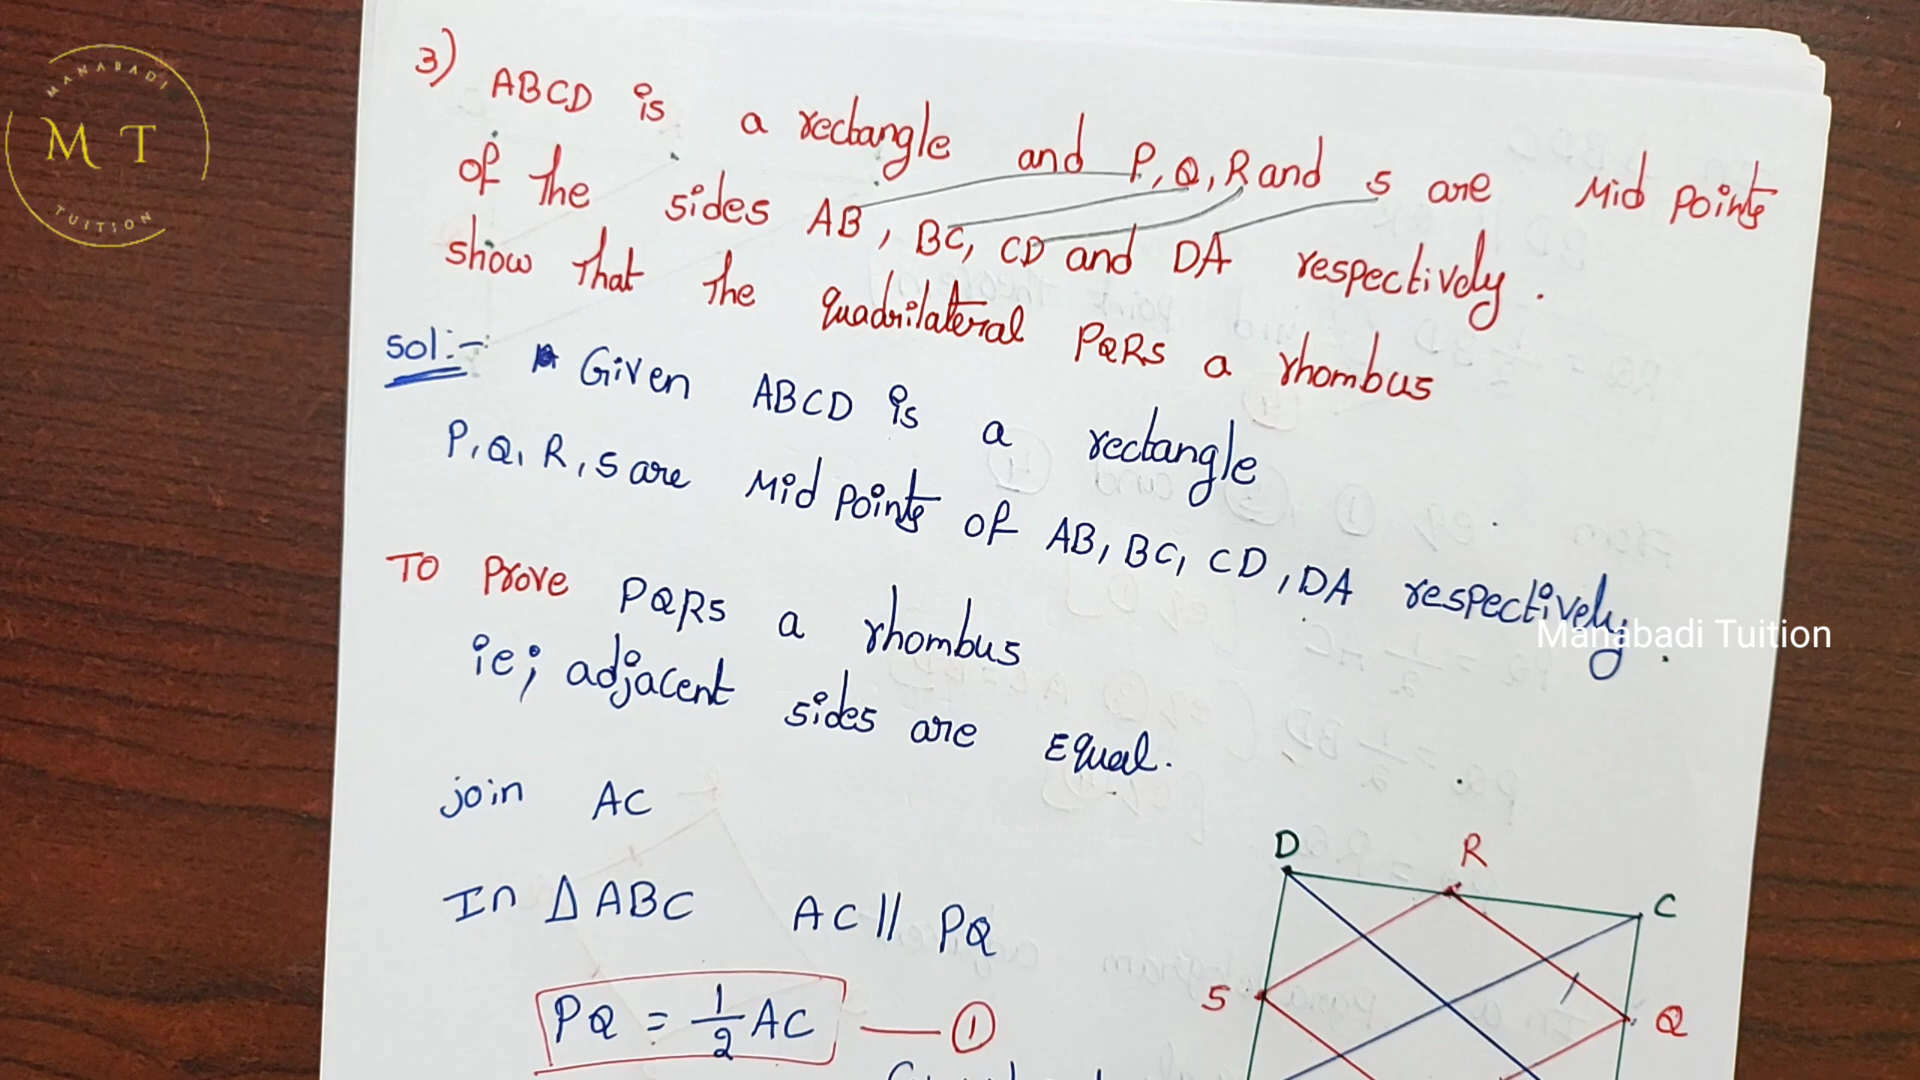 MANABADI
M T
TUITION
3) ABCD is a rectangle and P, Q, R and S are Mid points
of the sides AB, BC, CD and DA respectively.
show that the quadrilateral PQRS a rhombus
Sol:- Given ABCD is a rectangle
P, Q, R, S are Mid points of AB, BC, CD, DA respectively.
To Prove PQRS a rhombus
ie; adjacent sides are Equal.
Manabadi Tuition
join AC
In Δ ABC AC || PQ
PQ = 1/2 AC — ①
D R C
S Q